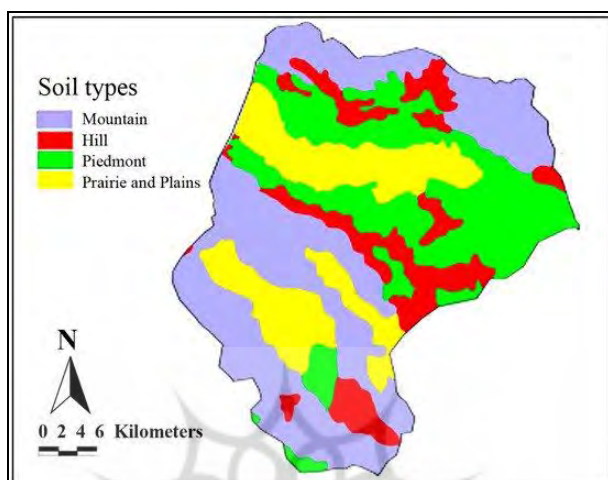 Soil types
Mountain
Hill
Piedmont
Prairie and Plains
N
0 2 4 6 Kilometers